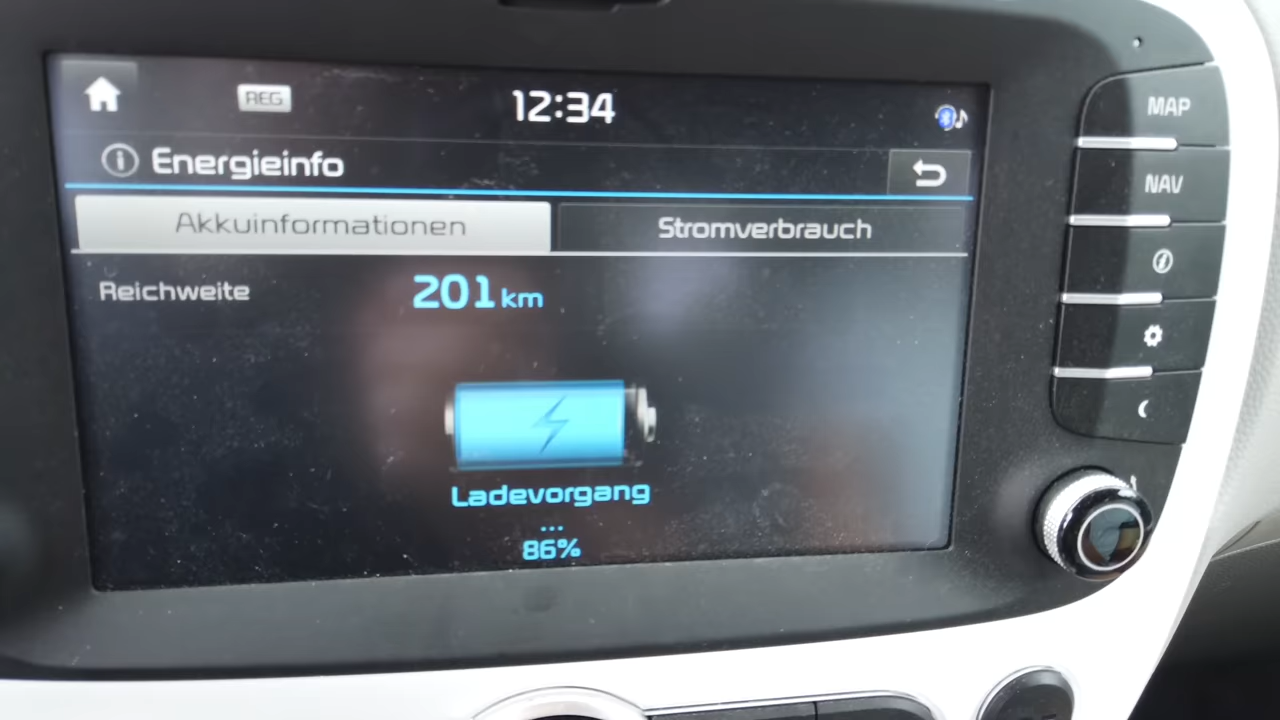 REG
12:34
MAP
Energieinfo
NAV
Akkuinformationen
Stromverbrauch
Reichweite
201 km
Ladevorgang
...
86%